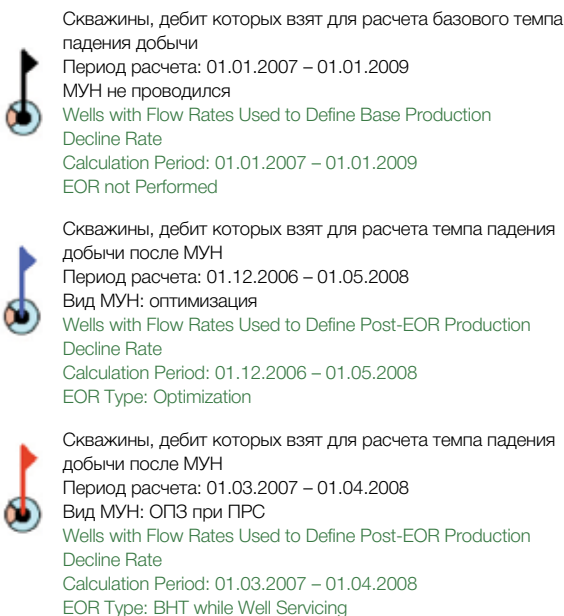 Скважины, дебит которых взят для расчета базового темпа
падения добычи
Период расчета: 01.01.2007 – 01.01.2009
МУН не проводился
Wells with Flow Rates Used to Define Base Production
Decline Rate
Calculation Period: 01.01.2007 – 01.01.2009
EOR not Performed
Скважины, дебит которых взят для расчета темпа падения
добычи после МУН
Период расчета: 01.12.2006 – 01.05.2008
Вид МУН: оптимизация
Wells with Flow Rates Used to Define Post-EOR Production
Decline Rate
Calculation Period: 01.12.2006 – 01.05.2008
EOR Type: Optimization
Скважины, дебит которых взят для расчета темпа падения
добычи после МУН
Период расчета: 01.03.2007 – 01.04.2008
Вид МУН: ОПЗ при ПРС
Wells with Flow Rates Used to Define Post-EOR Production
Decline Rate
Calculation Period: 01.03.2007 – 01.04.2008
EOR Type: BHT while Well Servicing